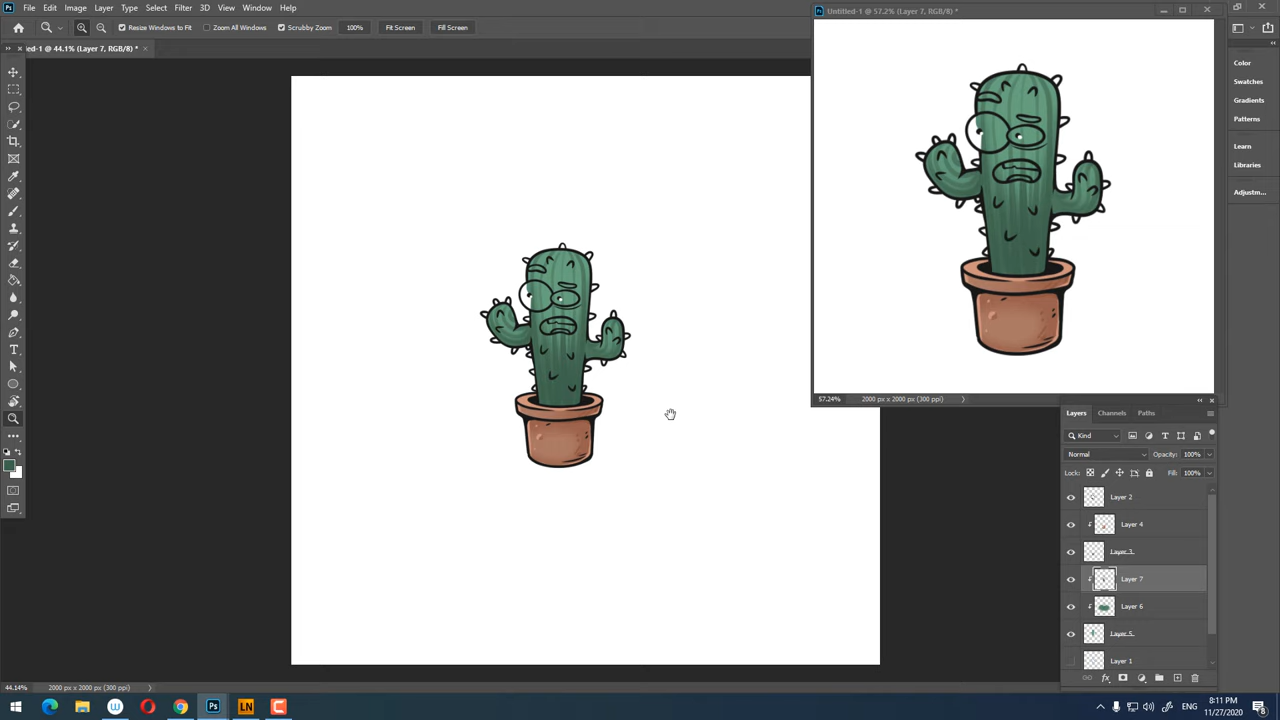 File Edit Image Layer Type Select Filter 3D View Window Help
Untitled-1 @ 57.2% (Layer 7, RGB/8) *
Resize Windows to Fit Zoom All Windows Scrubby Zoom 100% Fit Screen Fill Screen
ed-1 @ 44.1% (Layer 7, RGB/8) *
Color
Swatches
Gradients
Patterns
Learn
Libraries
Adjustm...
57.24% 2000 px x 2000 px (300 ppi)
Layers Channels Paths
Kind
Normal Opacity: 100%
Lock: Fill: 100%
Layer 2
Layer 4
Layer 3
Layer 7
Layer 6
Layer 5
Layer 1
44.14% 2000 px x 2000 px (300 ppi)
Ps LN ENG 8:11 PM
11/27/2020
8